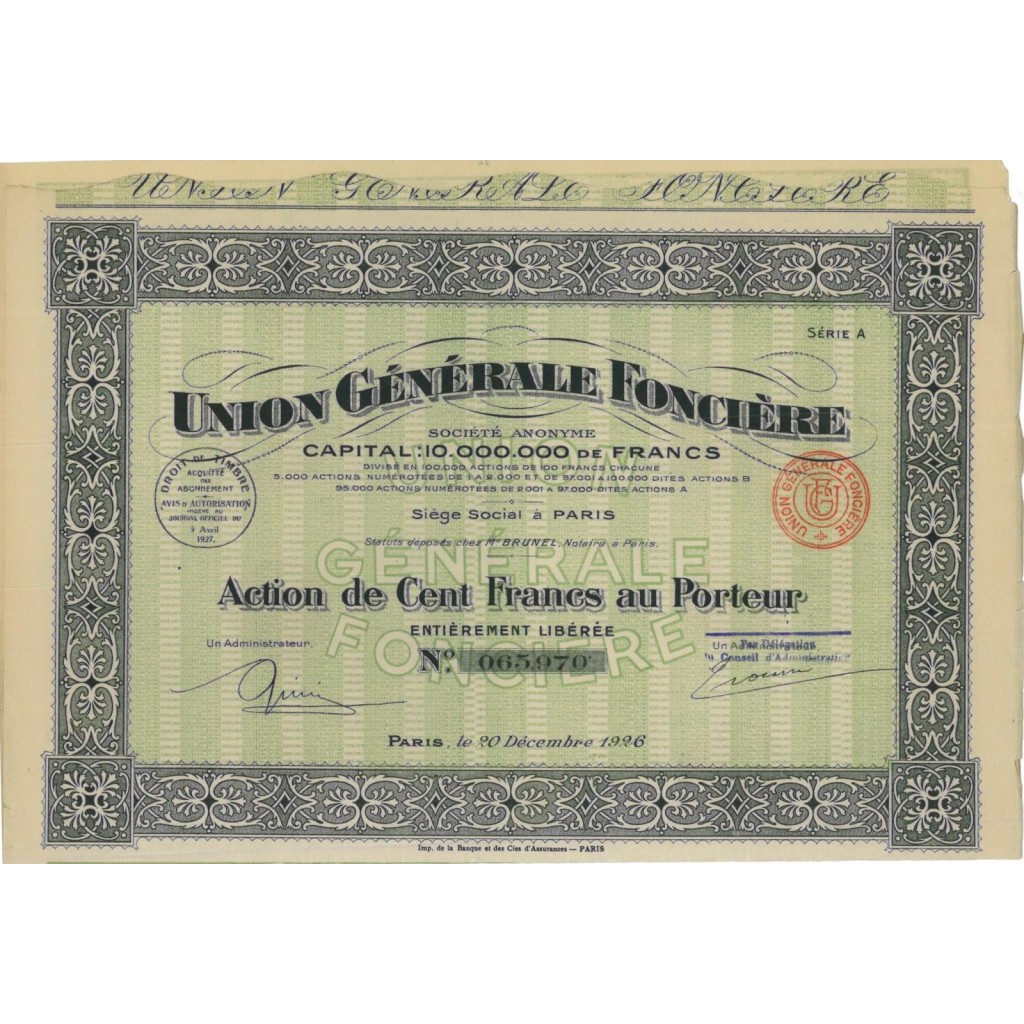 SÉRIE A
UNION GÉNÉRALE FONCIÈRE
SOCIÉTÉ ANONYME
CAPITAL: 10.000.000 DE FRANCS
DIVISÉ EN 100.000 ACTIONS DE 100 FRANCS CHACUNE
5.000 ACTIONS NUMÉROTÉES DE 1 A 2.000 ET DE 97.001 A 100.000 DITES ACTIONS B
95.000 ACTIONS NUMÉROTÉES DE 2.001 A 97.000 DITES ACTIONS A
Siège Social à PARIS
Statuts déposés chez Me BRUNEL, Notaire à Paris.
DROIT DE TIMBRE
ACQUITTÉ
PAR
ABONNEMENT
AVIS D'AUTORISATION
INSÉRÉ AU
JOURNAL OFFICIEL DU
5 Avril
1927.
UNION GÉNÉRALE FONCIÈRE
UNION
GÉNÉRALE
FONCIÈRE
Action de Cent Francs au Porteur
ENTIÈREMENT LIBÉRÉE
Un Administrateur.
Un Administrateur
Par Délégation
Conseil d'Administration
No 065,970
PARIS, le 20 Décembre 1926
Imp. de la Banque et des Cies d'Assurances — PARIS